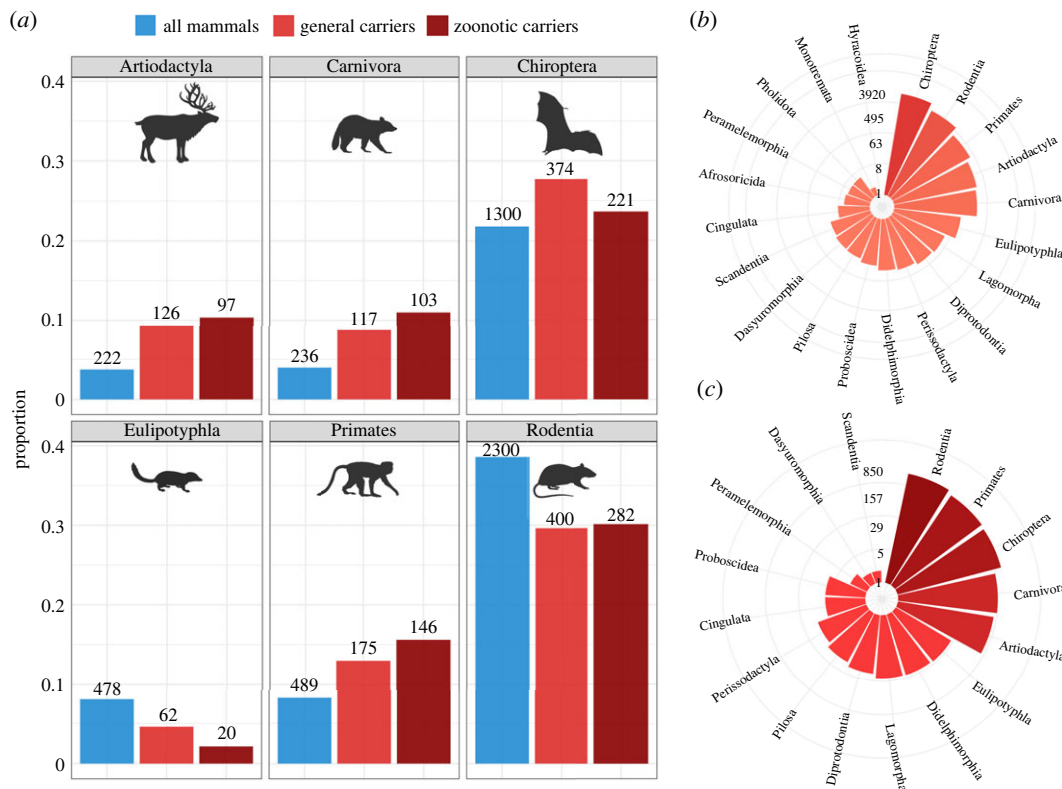 (a)
all mammals general carriers zoonotic carriers
Artiodactyla Carnivora Chiroptera
0.4
0.3
0.2
0.1
0
222 126 97
236 117 103
1300 374 221
proportion
Eulipotyphla Primates Rodentia
0.4
0.3
0.2
0.1
0
478 62 20
489 175 146
2300 400 282
(b)
3920
495
63
8
1
Chiroptera
Rodentia
Primates
Artiodactyla
Carnivora
Eulipotyphla
Lagomorpha
Diprotodontia
Perissodactyla
Didelphimorphia
Proboscidea
Pilosa
Dasyuromorphia
Scandentia
Cingulata
Afrosoricida
Peramelemorphia
Pholidota
Monotremata
Hyracoidea
(c)
850
157
29
5
1
Rodentia
Primates
Chiroptera
Carnivora
Artiodactyla
Eulipotyphla
Didelphimorphia
Lagomorpha
Diprotodontia
Pilosa
Perissodactyla
Cingulata
Proboscidea
Peramelemorphia
Dasyuromorphia
Scandentia